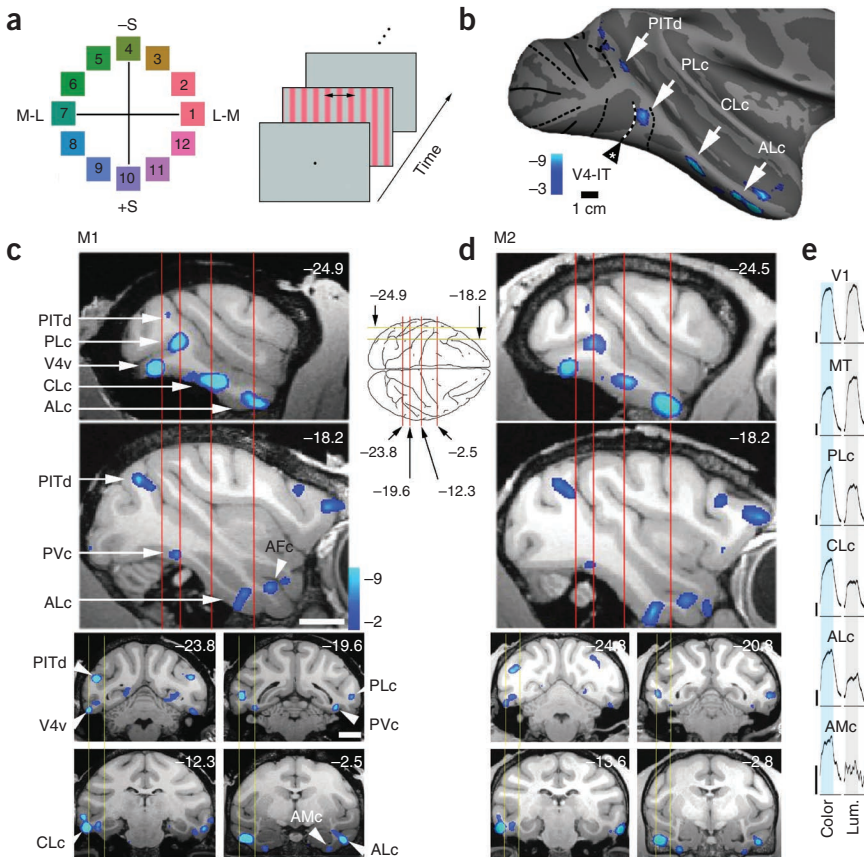 a
–S
4
5
3
6
2
M-L
7
1
L-M
8
12
9
11
10
+S
Time
b
PITd
PLc
CLc
ALc
*
–9
–3
V4-IT
1 cm
c
M1
–24.9
PITd
PLc
V4v
CLc
ALc
–18.2
PITd
PVc
AFc
ALc
–9
–2
–23.8
PITd
V4v
–19.6
PLc
PVc
–12.3
CLc
–2.5
AMc
ALc
–24.9
–18.2
–23.8
–2.5
–19.6
–12.3
d
M2
–24.5
–18.2
–20.8
–13.6
–2.8
e
V1
MT
PLc
CLc
ALc
AMc
Color
Lum.